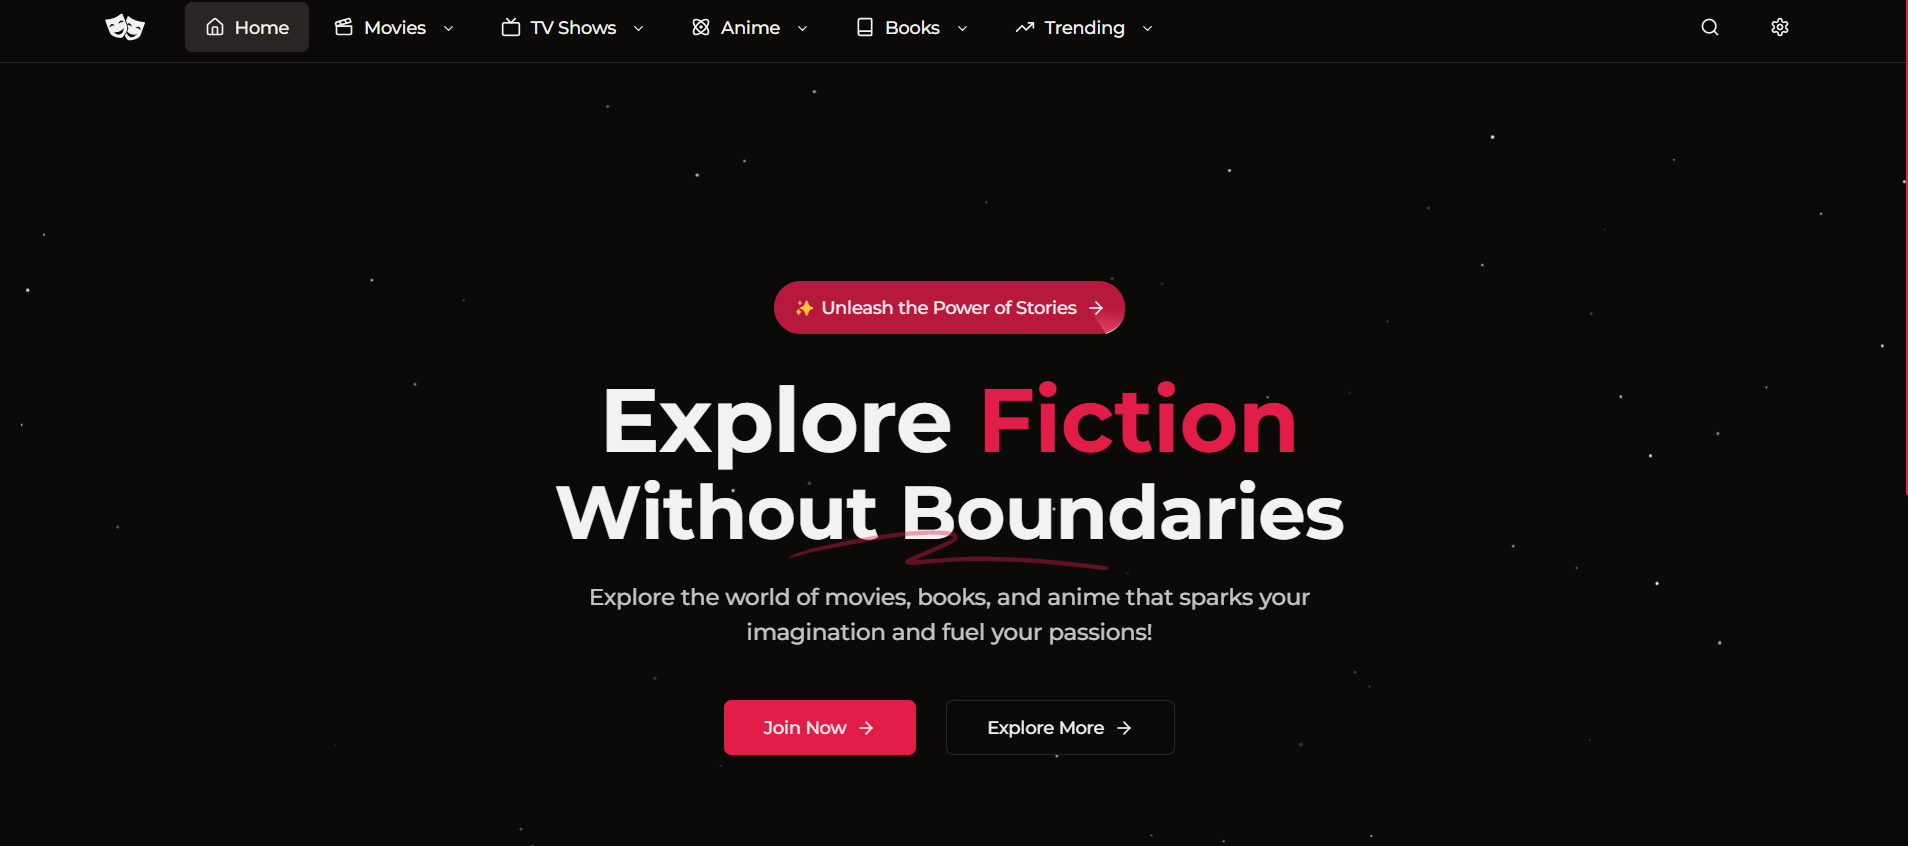 Home Movies TV Shows Anime Books Trending
✨ Unleash the Power of Stories →
Explore Fiction
Without Boundaries
Explore the world of movies, books, and anime that sparks your
imagination and fuel your passions!
Join Now → Explore More →